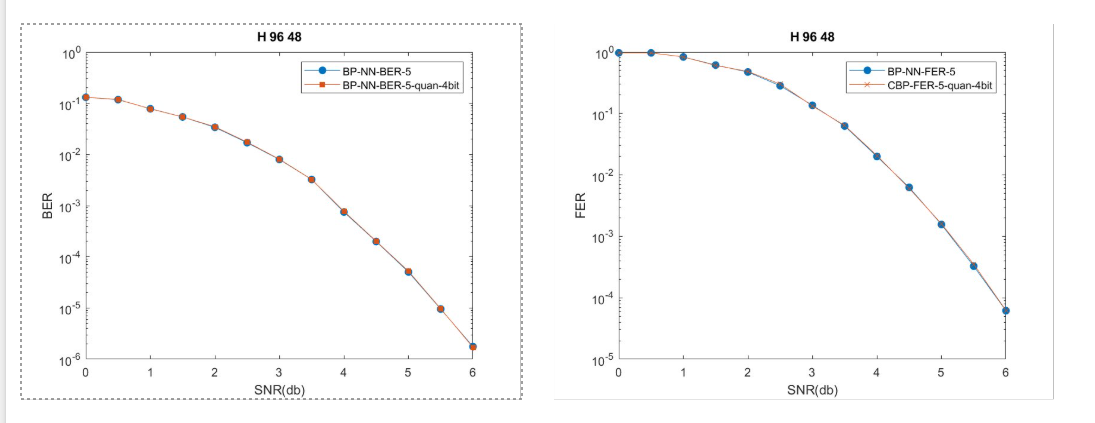 H 96 48
10^0
10^-1
10^-2
10^-3
10^-4
10^-5
10^-6
BER
0 1 2 3 4 5 6
SNR(db)
BP-NN-BER-5
BP-NN-BER-5-quan-4bit
H 96 48
10^0
10^-1
10^-2
10^-3
10^-4
10^-5
FER
0 1 2 3 4 5 6
SNR(db)
BP-NN-FER-5
CBP-FER-5-quan-4bit